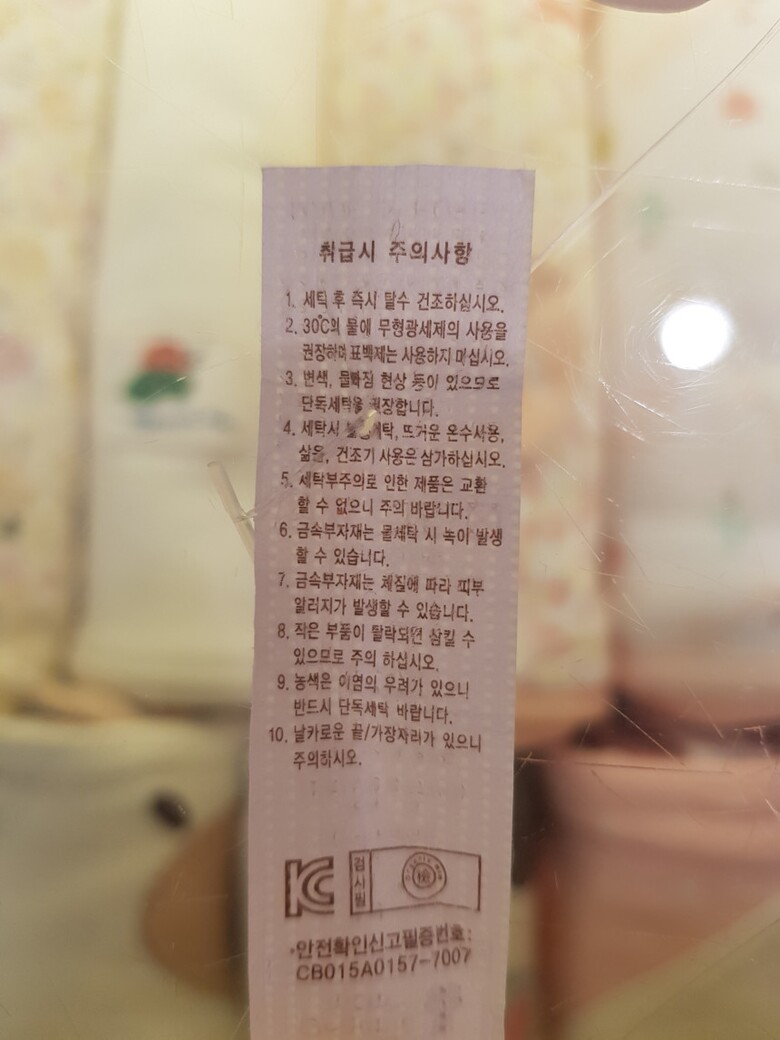 취급시 주의사항
1. 세탁 후 즉시 탈수 건조하십시오.
2. 30℃의 물에 무형광세제의 사용을
권장하며 표백제는 사용하지 마십시오.
3. 변색, 물빠짐 현상 등이 있으므로
단독세탁을 권장합니다.
4. 세탁시 뜨거운 온수사용,
삶음, 건조기 사용은 삼가하십시오.
5. 세탁부주의로 인한 제품은 교환
할 수 없으니 주의 바랍니다.
6. 금속부자재는 물세탁 시 녹이 발생
할 수 있습니다.
7. 금속부자재는 체질에 따라 피부
알러지가 발생할 수 있습니다.
8. 작은 부품이 탈락되면 삼킬 수
있으므로 주의 하십시오.
9. 농색은 이염의 우려가 있으니
반드시 단독세탁 바랍니다.
10. 날카로운 끝/가장자리가 있으니
주의하시오.
KC 검사필 檢
·안전확인신고필증번호:
CB015A0157-7007